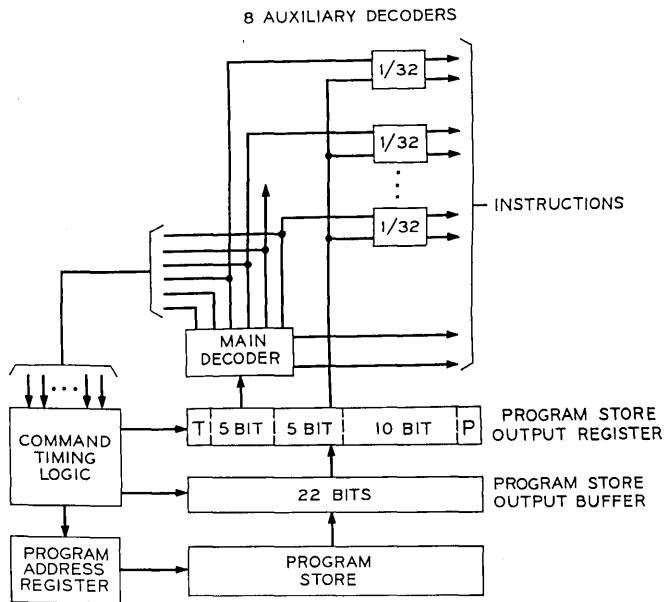 8 AUXILIARY DECODERS
1/32
1/32
1/32
INSTRUCTIONS
MAIN
DECODER
COMMAND
TIMING
LOGIC
T 5 BIT 5 BIT 10 BIT P
PROGRAM STORE
OUTPUT REGISTER
22 BITS
PROGRAM STORE
OUTPUT BUFFER
PROGRAM
ADDRESS
REGISTER
PROGRAM
STORE